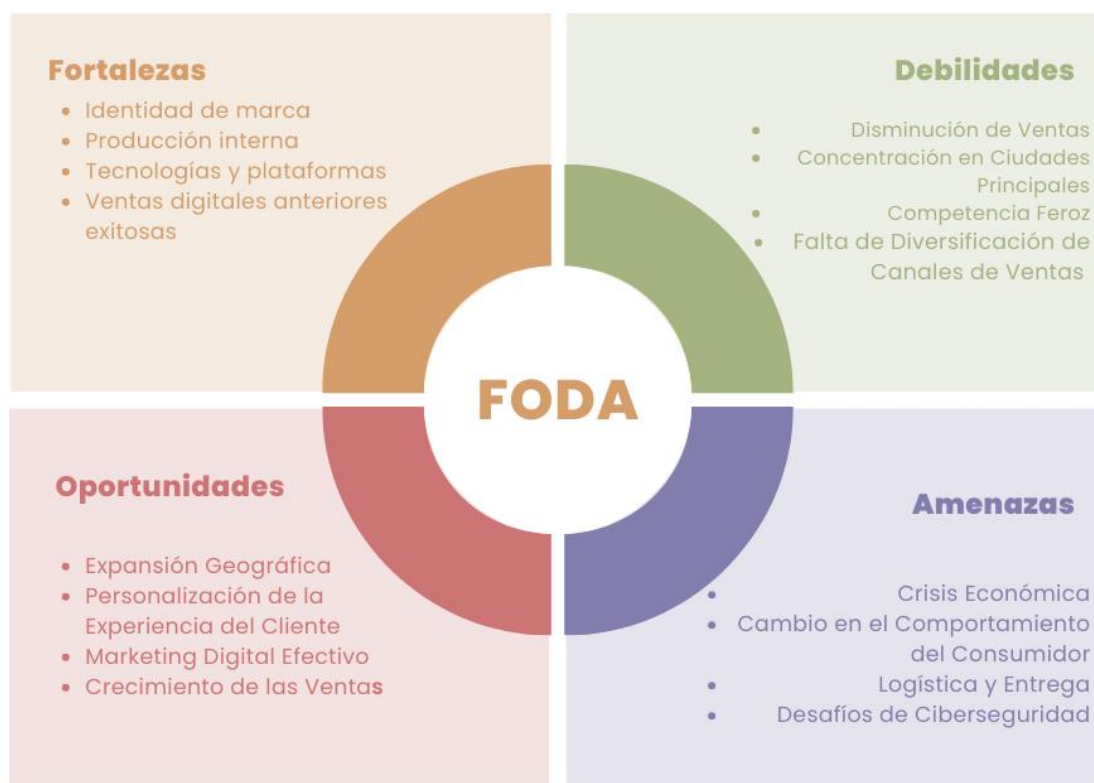 Fortalezas
• Identidad de marca
• Producción interna
• Tecnologías y plataformas
• Ventas digitales anteriores
exitosas
Debilidades
• Disminución de Ventas
• Concentración en Ciudades
Principales
• Competencia Feroz
• Falta de Diversificación de
Canales de Ventas
FODA
Oportunidades
• Expansión Geográfica
• Personalización de la
Experiencia del Cliente
• Marketing Digital Efectivo
• Crecimiento de las Ventas
Amenazas
• Crisis Económica
• Cambio en el Comportamiento
del Consumidor
• Logística y Entrega
• Desafíos de Ciberseguridad